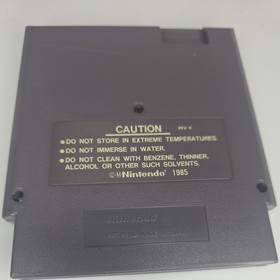 CAUTION REV-A
•DO NOT STORE IN EXTREME TEMPERATURES.
•DO NOT IMMERSE IN WATER.
•DO NOT CLEAN WITH BENZENE, THINNER,
ALCOHOL OR OTHER SUCH SOLVENTS.
©Nintendo® 1985
Nintendo